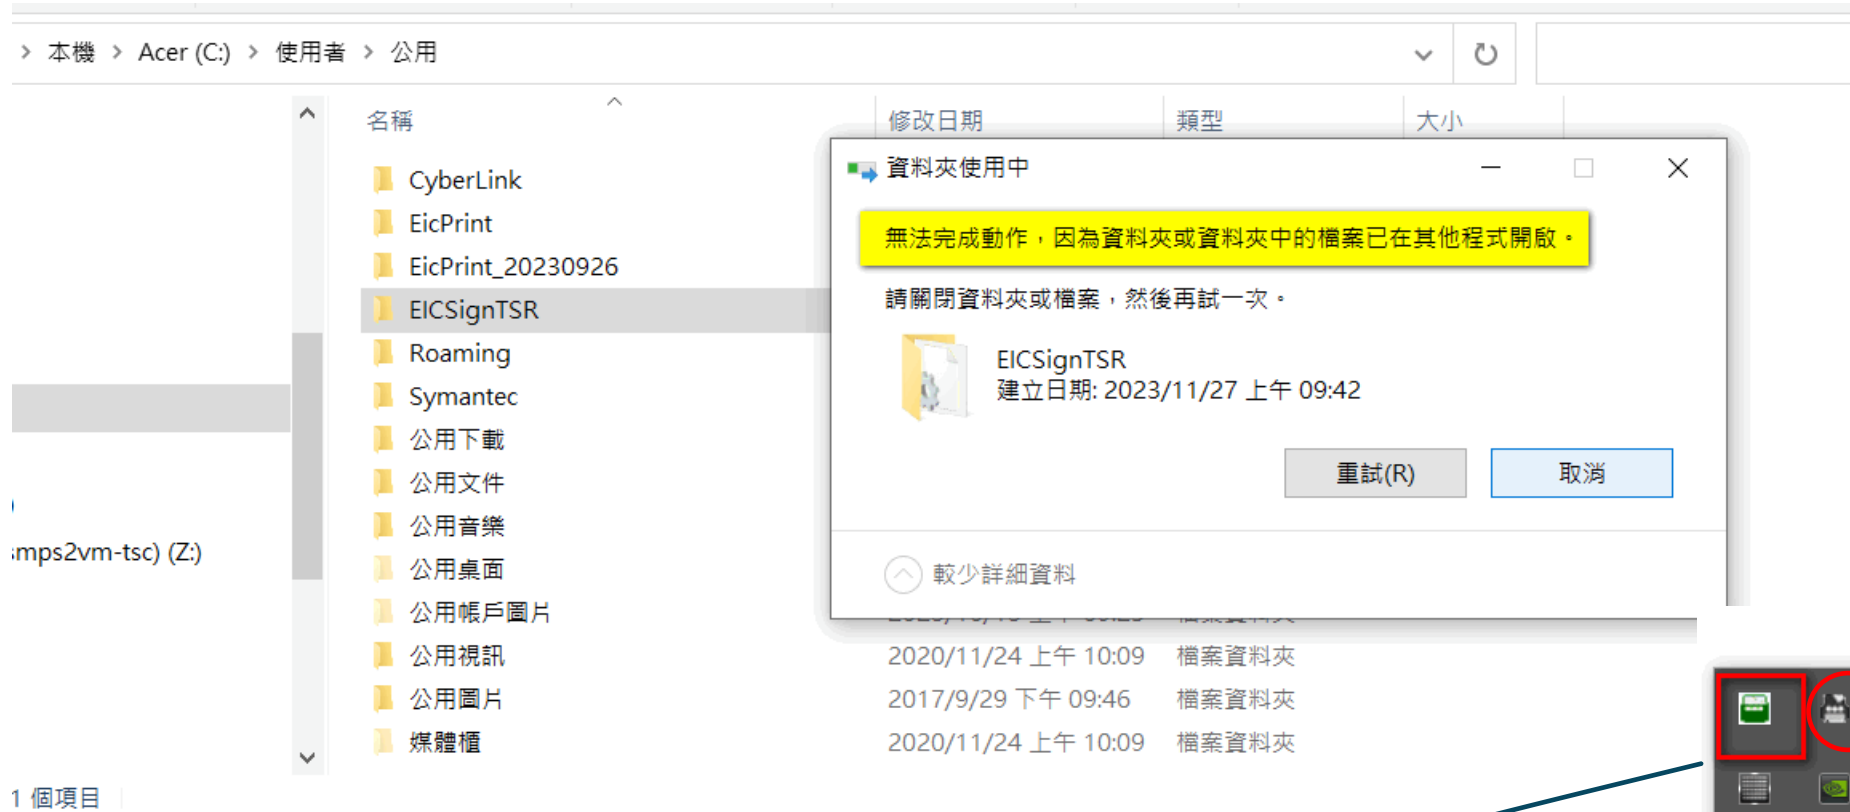 本機 > Acer (C:) > 使用者 > 公用
名稱 修改日期 類型 大小
CyberLink
EicPrint
EicPrint_20230926
EICSignTSR
Roaming
Symantec
公用下載
公用文件
公用音樂
公用桌面
公用帳戶圖片
公用視訊 2020/11/24 上午 10:09 檔案資料夾
公用圖片 2017/9/29 下午 09:46 檔案資料夾
媒體櫃 2020/11/24 上午 10:09 檔案資料夾
mps2vm-tsc) (Z:)
1 個項目
資料夾使用中
無法完成動作，因為資料夾或資料夾中的檔案已在其他程式開啟。
請關閉資料夾或檔案，然後再試一次。
EICSignTSR
建立日期: 2023/11/27 上午 09:42
重試(R) 取消
較少詳細資料